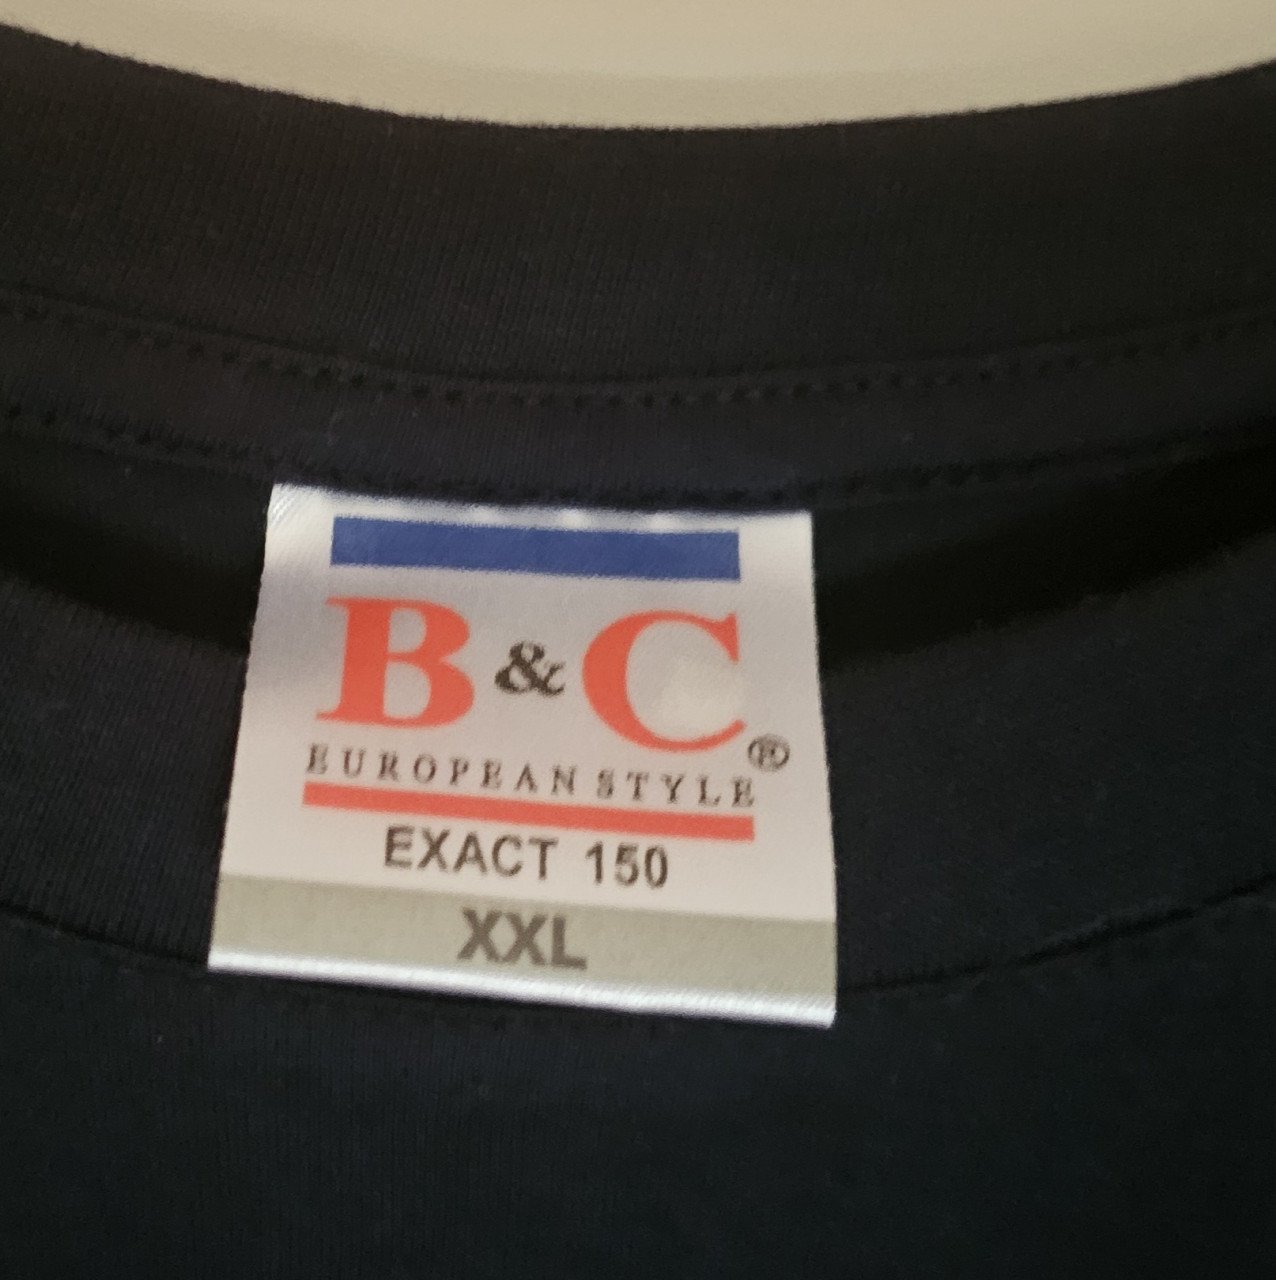 B & C ®
EUROPEAN STYLE
EXACT 150
XXL